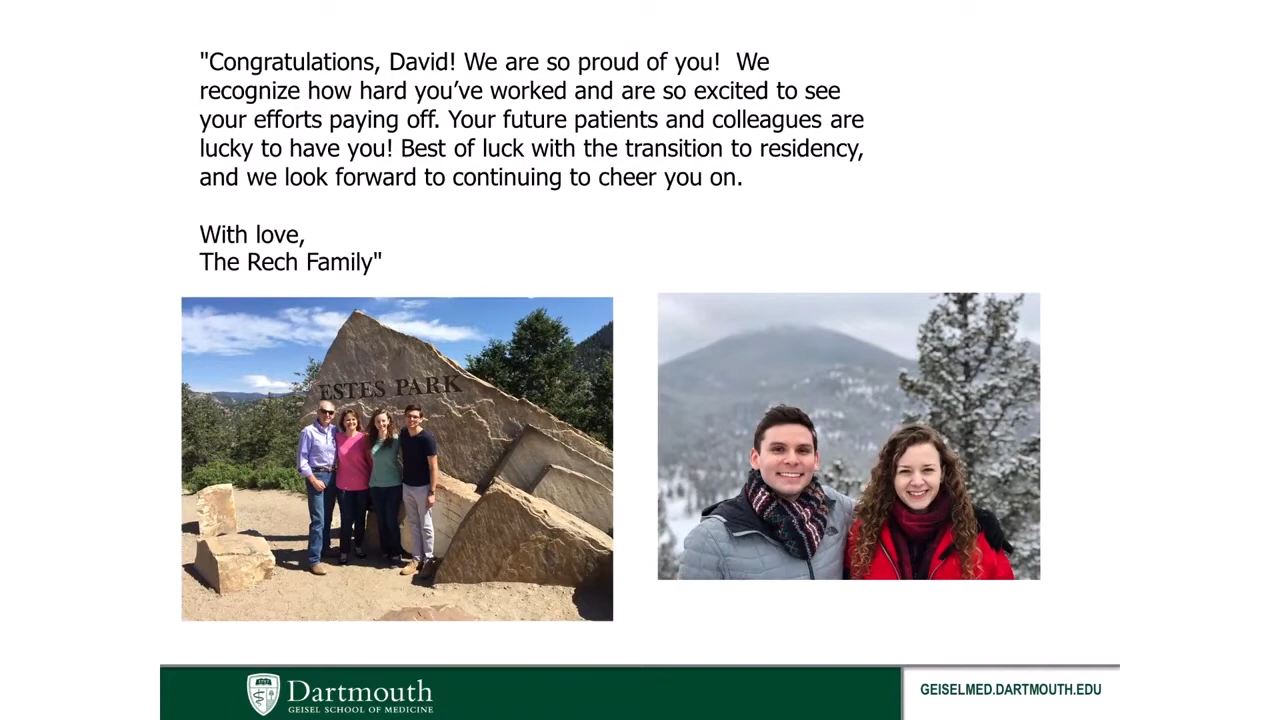 "Congratulations, David! We are so proud of you!  We
recognize how hard you’ve worked and are so excited to see
your efforts paying off. Your future patients and colleagues are
lucky to have you! Best of luck with the transition to residency,
and we look forward to continuing to cheer you on.
With love,
The Rech Family"
ESTES PARK
Dartmouth
GEISEL SCHOOL OF MEDICINE
GEISELMED.DARTMOUTH.EDU